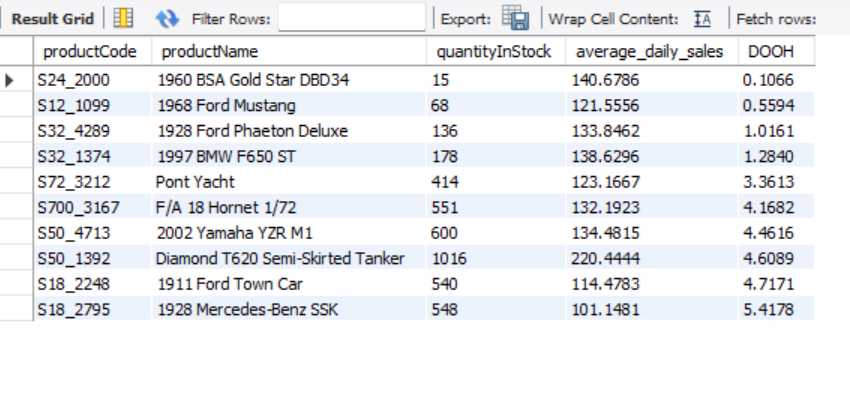 Result Grid Filter Rows: Export: Wrap Cell Content: IA Fetch rows:
productCode productName quantityInStock average_daily_sales DOOH
S24_2000 1960 BSA Gold Star DBD34 15 140.6786 0.1066
S12_1099 1968 Ford Mustang 68 121.5556 0.5594
S32_4289 1928 Ford Phaeton Deluxe 136 133.8462 1.0161
S32_1374 1997 BMW F650 ST 178 138.6296 1.2840
S72_3212 Pont Yacht 414 123.1667 3.3613
S700_3167 F/A 18 Hornet 1/72 551 132.1923 4.1682
S50_4713 2002 Yamaha YZR M1 600 134.4815 4.4616
S50_1392 Diamond T620 Semi-Skirted Tanker 1016 220.4444 4.6089
S18_2248 1911 Ford Town Car 540 114.4783 4.7171
S18_2795 1928 Mercedes-Benz SSK 548 101.1481 5.4178